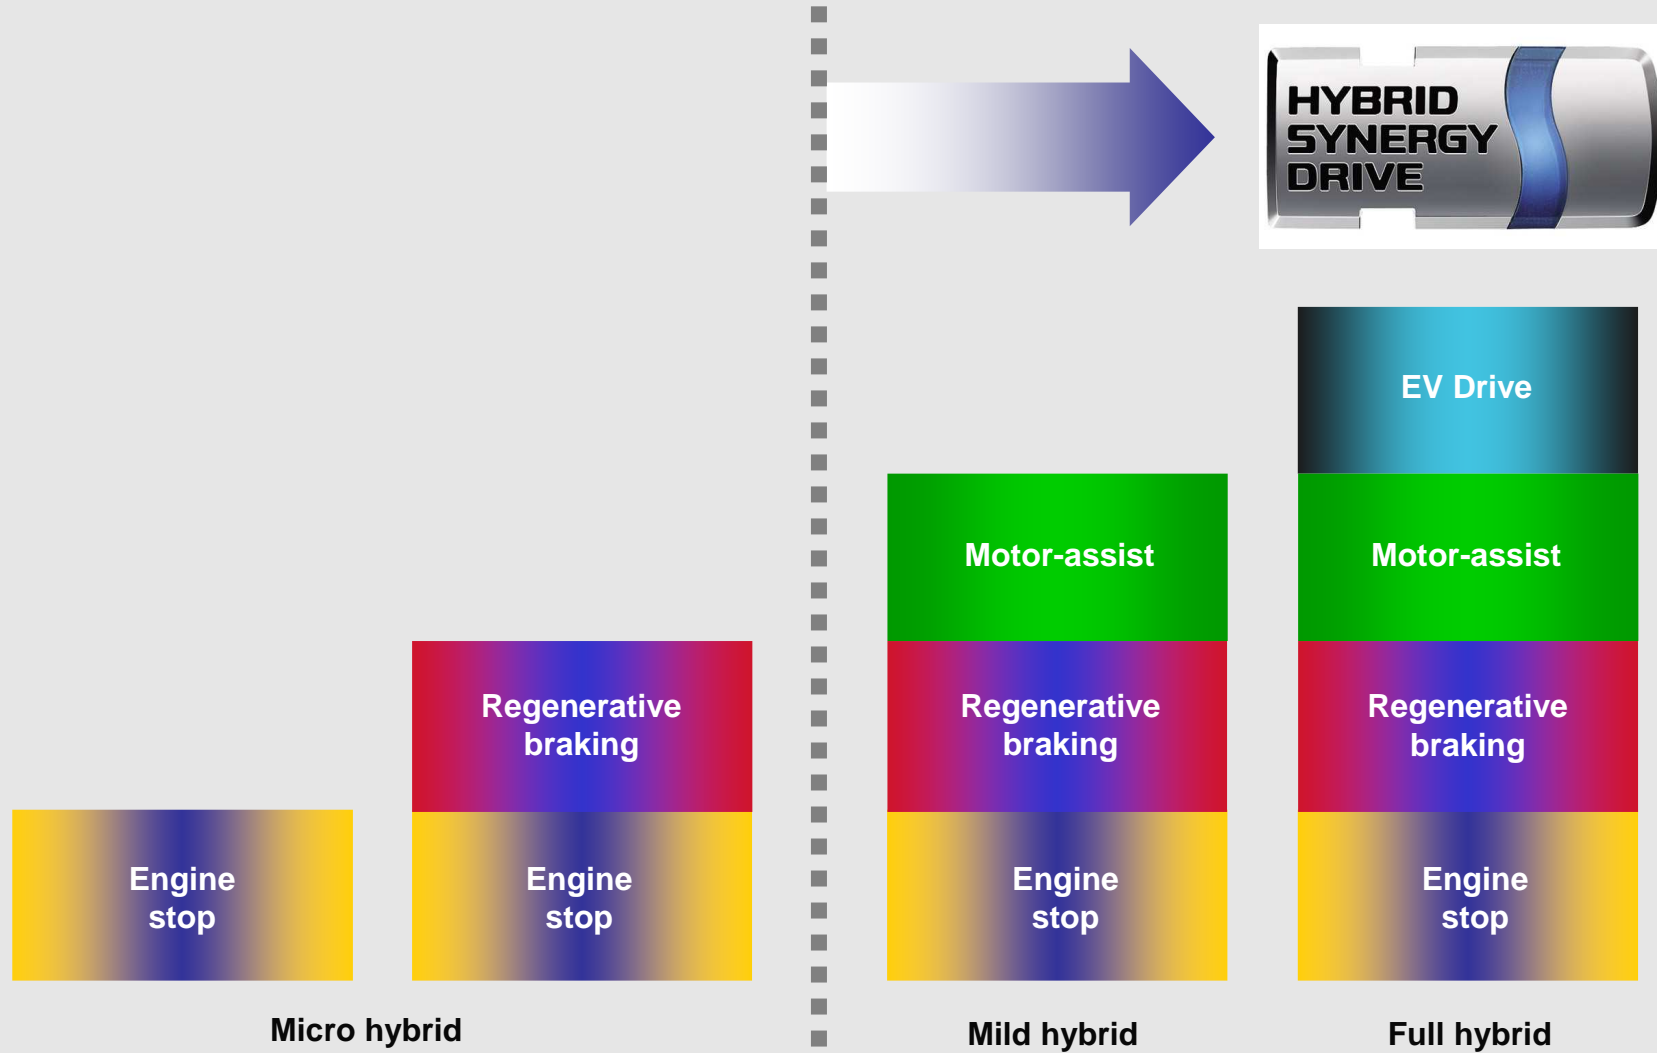 HYBRID
SYNERGY
DRIVE
EV Drive
Motor-assist
Motor-assist
Regenerative
braking
Regenerative
braking
Regenerative
braking
Engine
stop
Engine
stop
Engine
stop
Engine
stop
Micro hybrid
Mild hybrid
Full hybrid